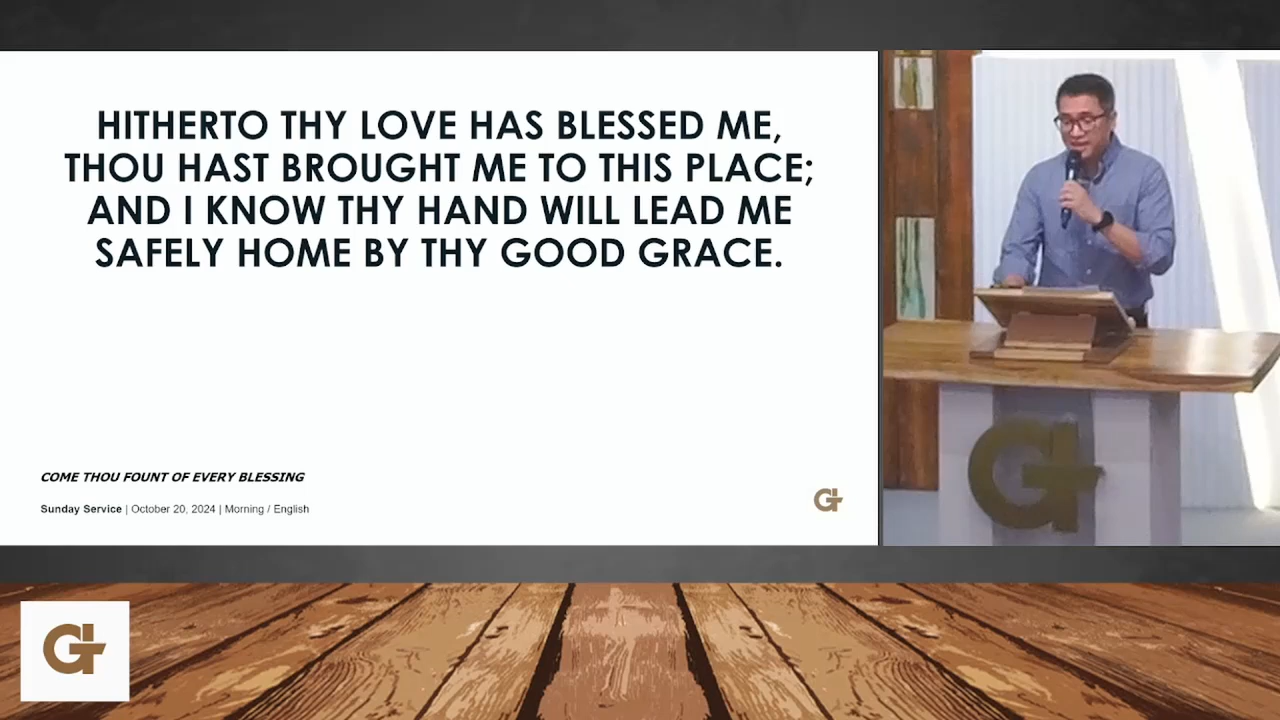 HITHERTO THY LOVE HAS BLESSED ME,
THOU HAST BROUGHT ME TO THIS PLACE;
AND I KNOW THY HAND WILL LEAD ME
SAFELY HOME BY THY GOOD GRACE.
COME THOU FOUNT OF EVERY BLESSING
Sunday Service | October 20, 2024 | Morning / English